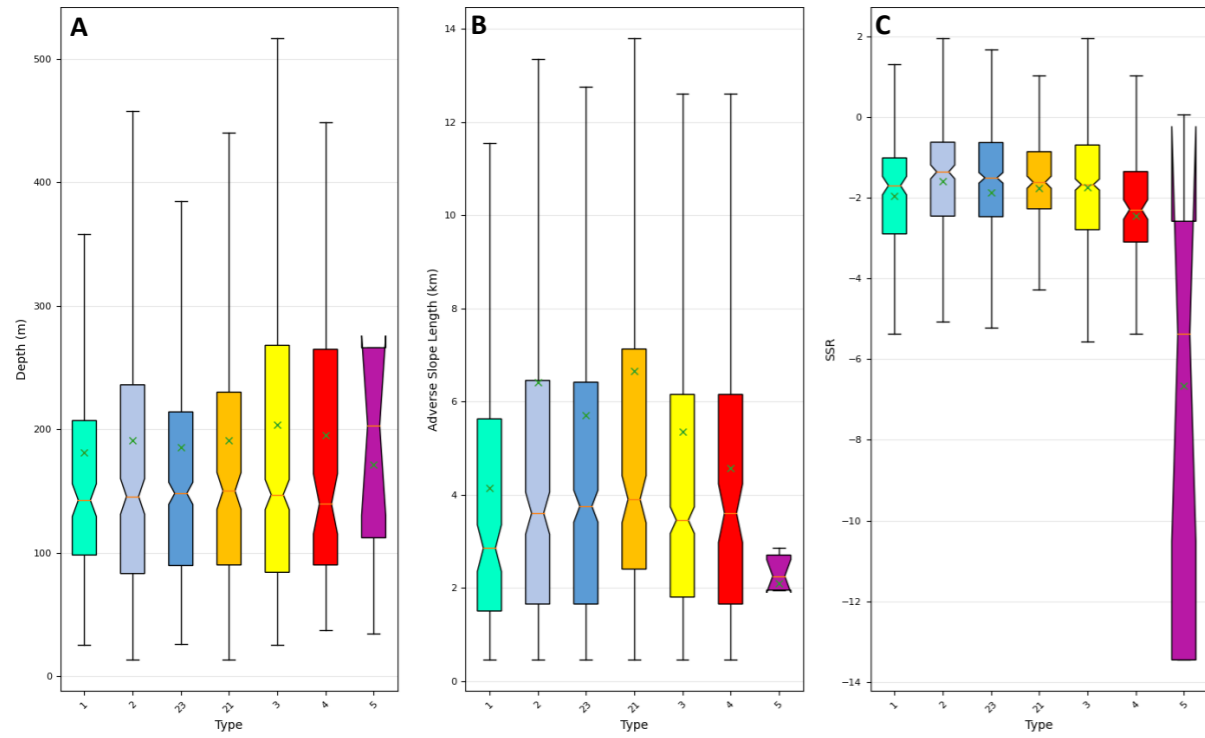 A
Depth (m)
500
400
300
200
100
0
1 2 23 21 3 4 5
Type
B
Adverse Slope Length (km)
14
12
10
8
6
4
2
0
1 2 23 21 3 4 5
Type
C
SSR
2
0
−2
−4
−6
−8
−10
−12
−14
1 2 23 21 3 4 5
Type